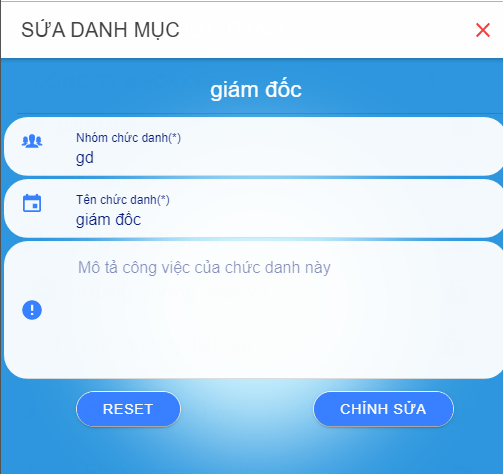 SỬA DANH MỤC
giám đốc
Nhóm chức danh(*)
gd
Tên chức danh(*)
giám đốc
Mô tả công việc của chức danh này
RESET
CHỈNH SỬA